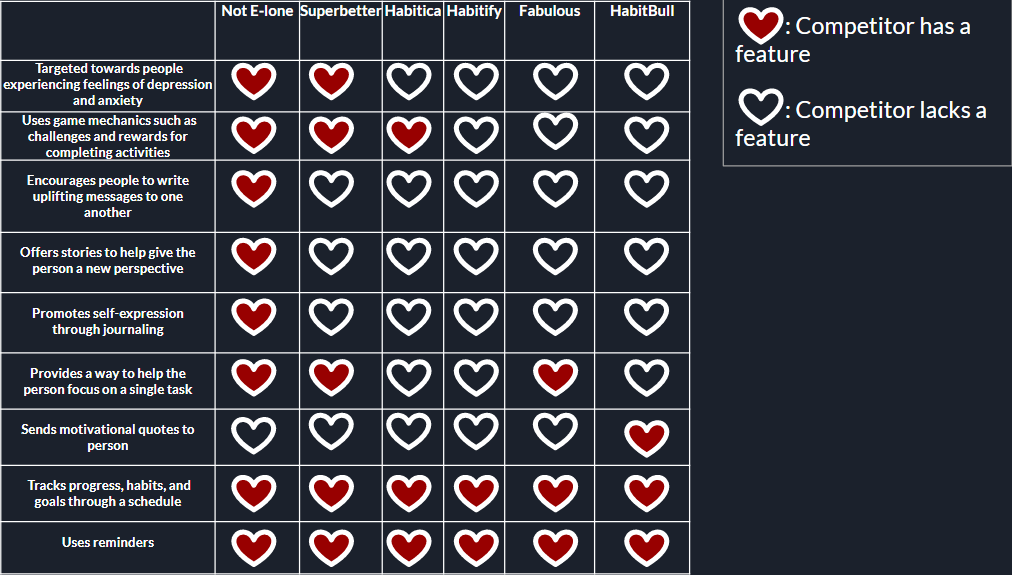 Not E-lone Superbetter Habitica Habitify Fabulous HabitBull
Targeted towards people
experiencing feelings of depression
and anxiety
Uses game mechanics such as
challenges and rewards for
completing activities
Encourages people to write
uplifting messages to one
another
Offers stories to help give the
person a new perspective
Promotes self-expression
through journaling
Provides a way to help the
person focus on a single task
Sends motivational quotes to
person
Tracks progress, habits, and
goals through a schedule
Uses reminders
: Competitor has a
feature
: Competitor lacks a
feature